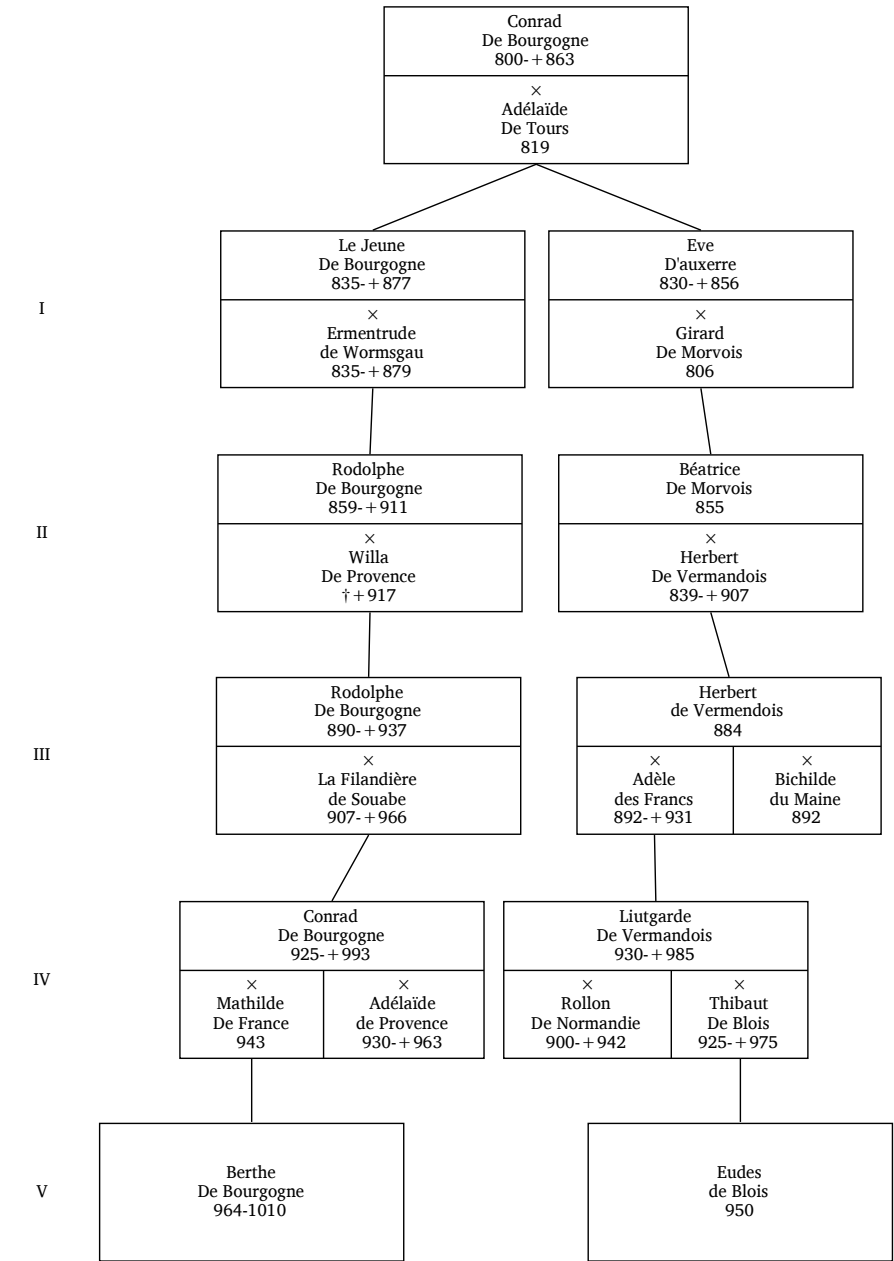 Conrad
De Bourgogne
800-+863
×
Adélaïde
De Tours
819
I
Le Jeune
De Bourgogne
835-+877
×
Ermentrude
de Wormsgau
835-+879
Eve
D'auxerre
830-+856
×
Girard
De Morvois
806
II
Rodolphe
De Bourgogne
859-+911
×
Willa
De Provence
†+917
Béatrice
De Morvois
855
×
Herbert
De Vermandois
839-+907
III
Rodolphe
De Bourgogne
890-+937
×
La Filandière
de Souabe
907-+966
Herbert
de Vermendois
884
×
Adèle
des Francs
892-+931
×
Bichilde
du Maine
892
IV
Conrad
De Bourgogne
925-+993
×
Mathilde
De France
943
×
Adélaïde
de Provence
930-+963
Liutgarde
De Vermandois
930-+985
×
Rollon
De Normandie
900-+942
×
Thibaut
De Blois
925-+975
V
Berthe
De Bourgogne
964-1010
Eudes
de Blois
950